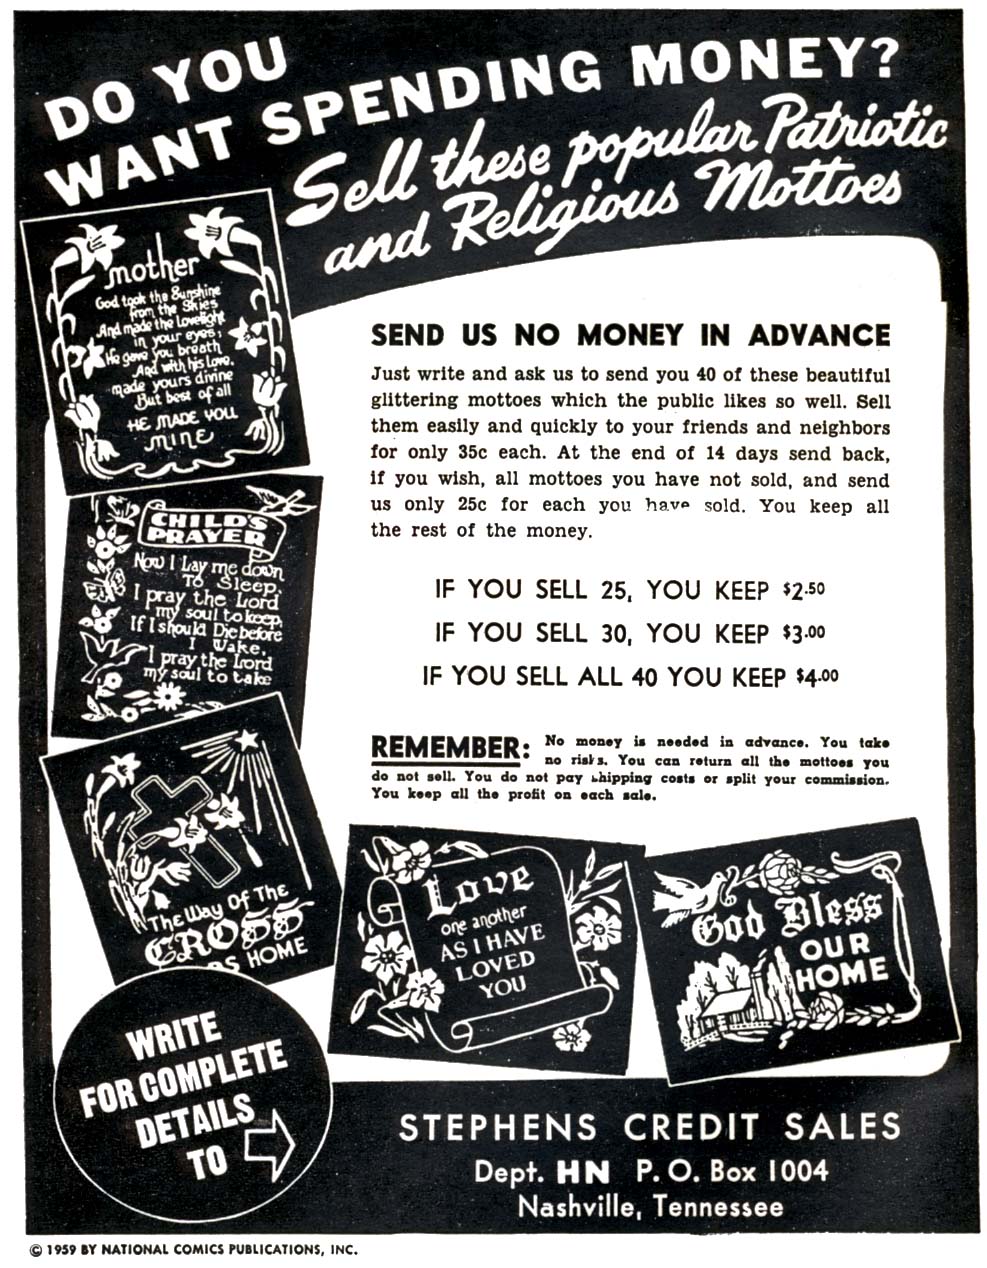 DO YOU
WANT SPENDING MONEY?
Sell these popular Patriotic
and Religious Mottoes
mother
God took the Sunshine
from the Skies
And made the Lovelight
in your eyes;
He gave you breath
And with his Love,
made yours divine
But best of all
HE MADE YOU
MINE
SEND US NO MONEY IN ADVANCE
Just write and ask us to send you 40 of these beautiful
glittering mottoes which the public likes so well. Sell
them easily and quickly to your friends and neighbors
for only 35c each. At the end of 14 days send back,
if you wish, all mottoes you have not sold, and send
us only 25c for each you have sold. You keep all
the rest of the money.
CHILD'S
PRAYER
Now I Lay me down
To Sleep,
I pray the Lord
my soul to keep,
If I should Die before
I Wake,
I pray the Lord
my soul to take
IF YOU SELL 25, YOU KEEP $2.50
IF YOU SELL 30, YOU KEEP $3.00
IF YOU SELL ALL 40 YOU KEEP $4.00
REMEMBER: No money is needed in advance. You take
no risks. You can return all the mottoes you
do not sell. You do not pay shipping costs or split your commission.
You keep all the profit on each sale.
The Way Of The
CROSS
DS HOME
Love
one another
AS I HAVE
LOVED
YOU
God Bless
OUR
HOME
WRITE
FOR COMPLETE
DETAILS
TO
STEPHENS CREDIT SALES
Dept. HN P. O. Box 1004
Nashville, Tennessee
© 1959 BY NATIONAL COMICS PUBLICATIONS, INC.